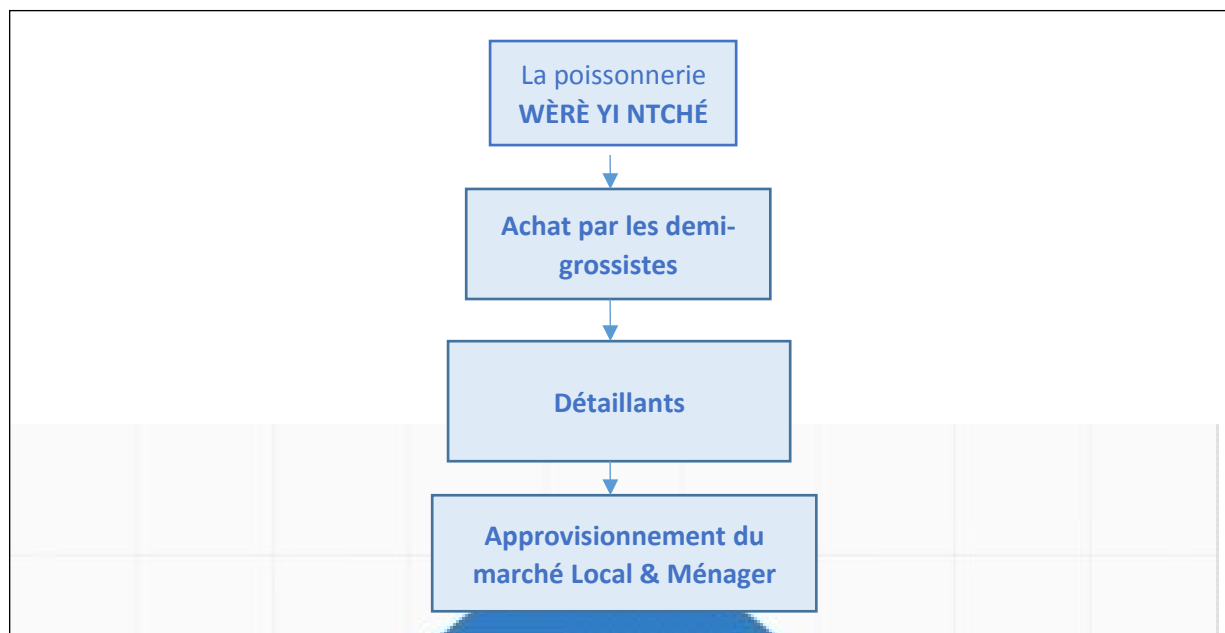 La poissonnerie
WÈRÈ YI NTCHÉ
Achat par les demi-
grossistes
Détaillants
Approvisionnement du
marché Local & Ménager